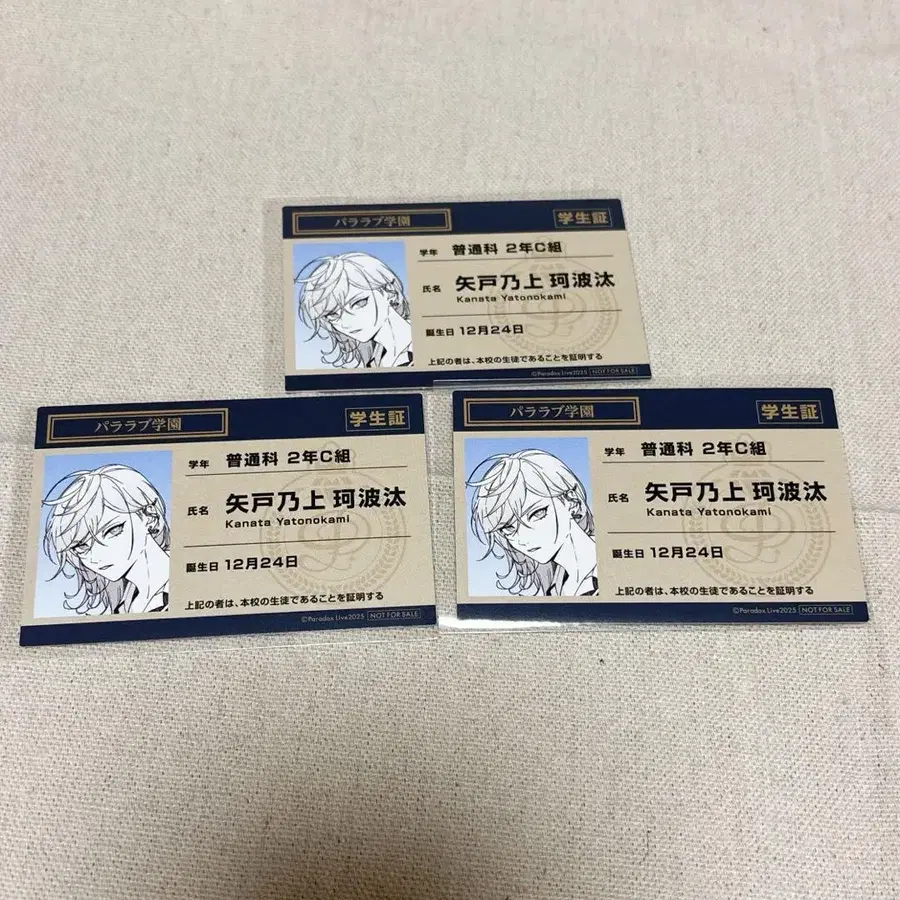 パララブ学園 学生証
学年 普通科 2年C組
氏名 矢戸乃上 珂波汰
Kanata Yatonokami
誕生日 12月24日
上記の者は、本校の生徒であることを証明する
©Paradox Live2025 NOT FOR SALE
パララブ学園 学生証
学年 普通科 2年C組
氏名 矢戸乃上 珂波汰
Kanata Yatonokami
誕生日 12月24日
上記の者は、本校の生徒であることを証明する
©Paradox Live2025 NOT FOR SALE
パララブ学園 学生証
学年 普通科 2年C組
氏名 矢戸乃上 珂波汰
Kanata Yatonokami
誕生日 12月24日
上記の者は、本校の生徒であることを証明する
©Paradox Live2025 NOT FOR SALE